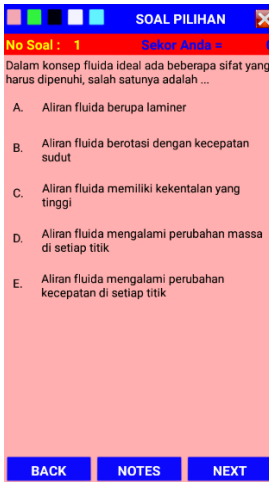 SOAL PILIHAN
No Soal : 1 Sekor Anda =
Dalam konsep fluida ideal ada beberapa sifat yang
harus dipenuhi, salah satunya adalah ...
A. Aliran fluida berupa laminer
B. Aliran fluida berotasi dengan kecepatan
sudut
C. Aliran fluida memiliki kekentalan yang
tinggi
D. Aliran fluida mengalami perubahan massa
di setiap titik
E. Aliran fluida mengalami perubahan
kecepatan di setiap titik
BACK NOTES NEXT